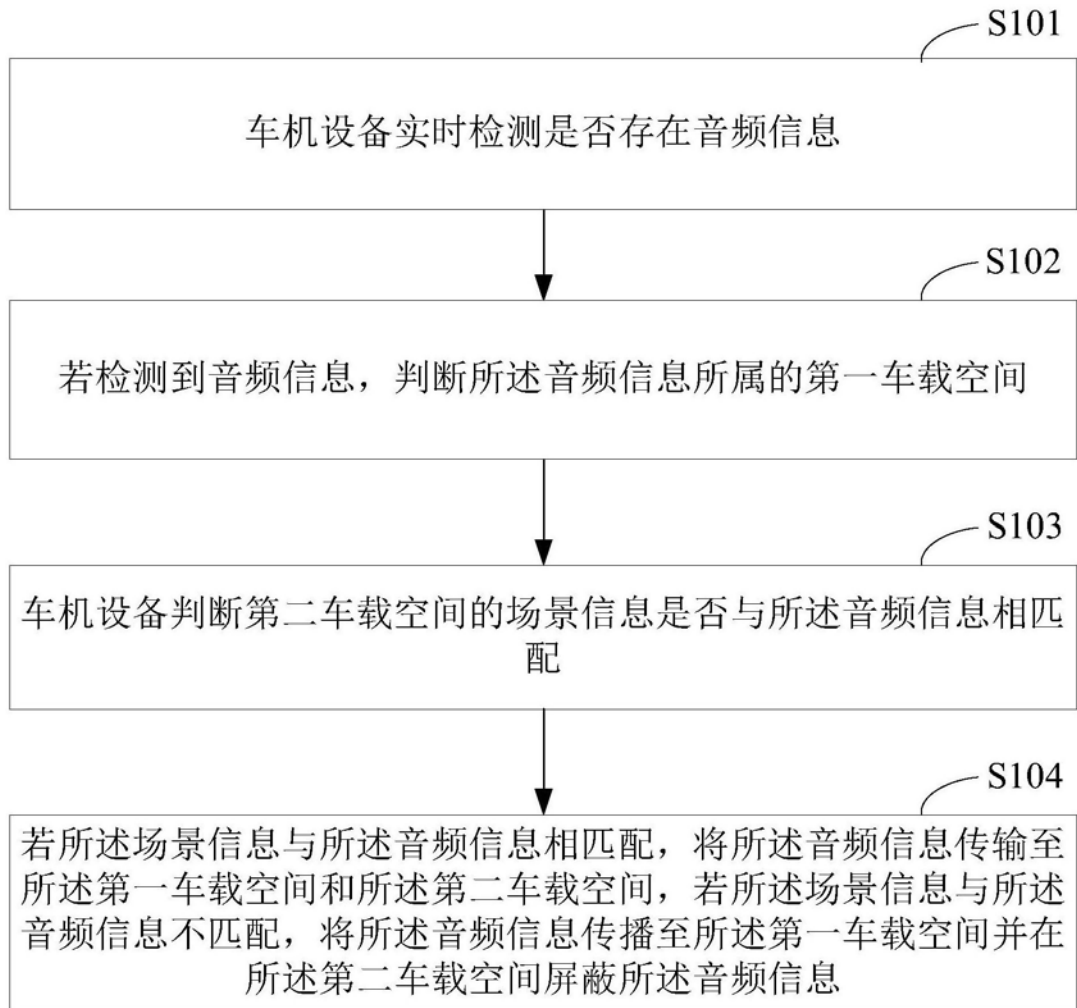 S101
车机设备实时检测是否存在音频信息
S102
若检测到音频信息，判断所述音频信息所属的第一车载空间
S103
车机设备判断第二车载空间的场景信息是否与所述音频信息相匹
配
S104
若所述场景信息与所述音频信息相匹配，将所述音频信息传输至
所述第一车载空间和所述第二车载空间，若所述场景信息与所述
音频信息不匹配，将所述音频信息传播至所述第一车载空间并在
所述第二车载空间屏蔽所述音频信息